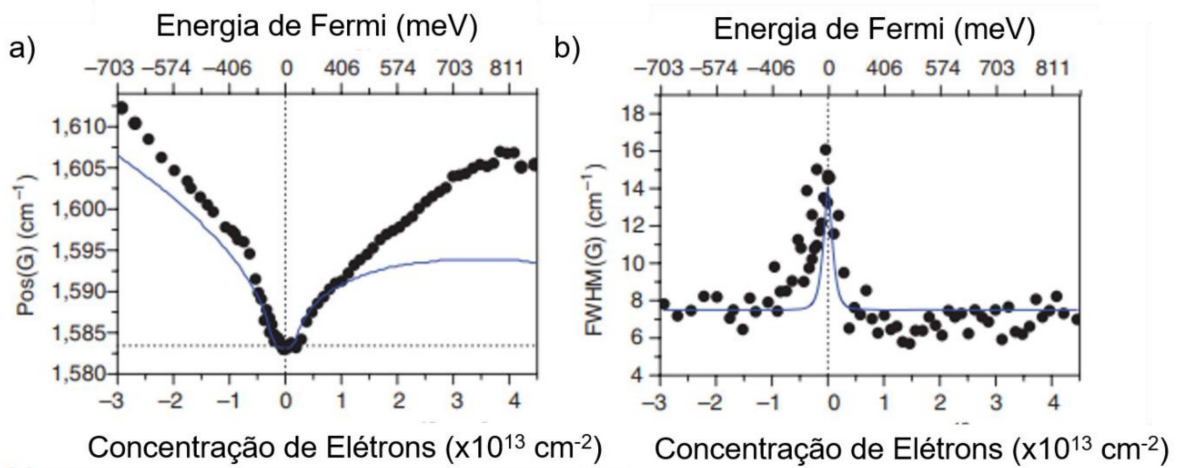 a)
Energia de Fermi (meV)
−703 −574 −406 0 406 574 703 811
1,610
1,605
1,600
1,595
1,590
1,585
1,580
Pos(G) (cm⁻¹)
−3 −2 −1 0 1 2 3 4
Concentração de Elétrons (x10¹³ cm⁻²)
b)
Energia de Fermi (meV)
−703 −574 −406 0 406 574 703 811
18
16
14
12
10
8
6
4
FWHM(G) (cm⁻¹)
−3 −2 −1 0 1 2 3 4
Concentração de Elétrons (x10¹³ cm⁻²)